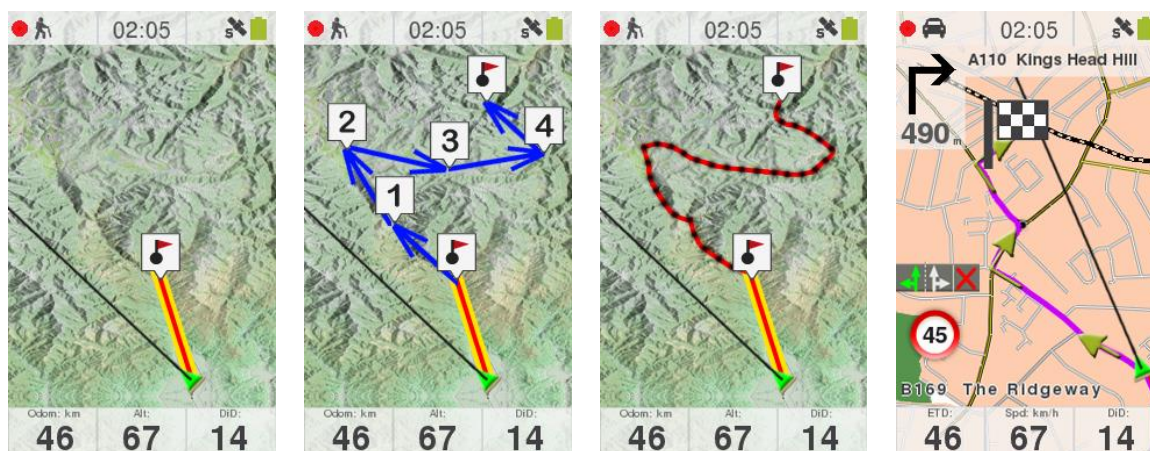 02:05
Odom: km Alt: DiD:
46 67 14
02:05
2
3
4
1
Odom: km Alt: DiD:
46 67 14
02:05
Odom: km Alt: DiD:
46 67 14
02:05
A110 Kings Head Hill
490 m
45
B169 The Ridgeway
ETD: Spd: km/h DiD:
46 67 14